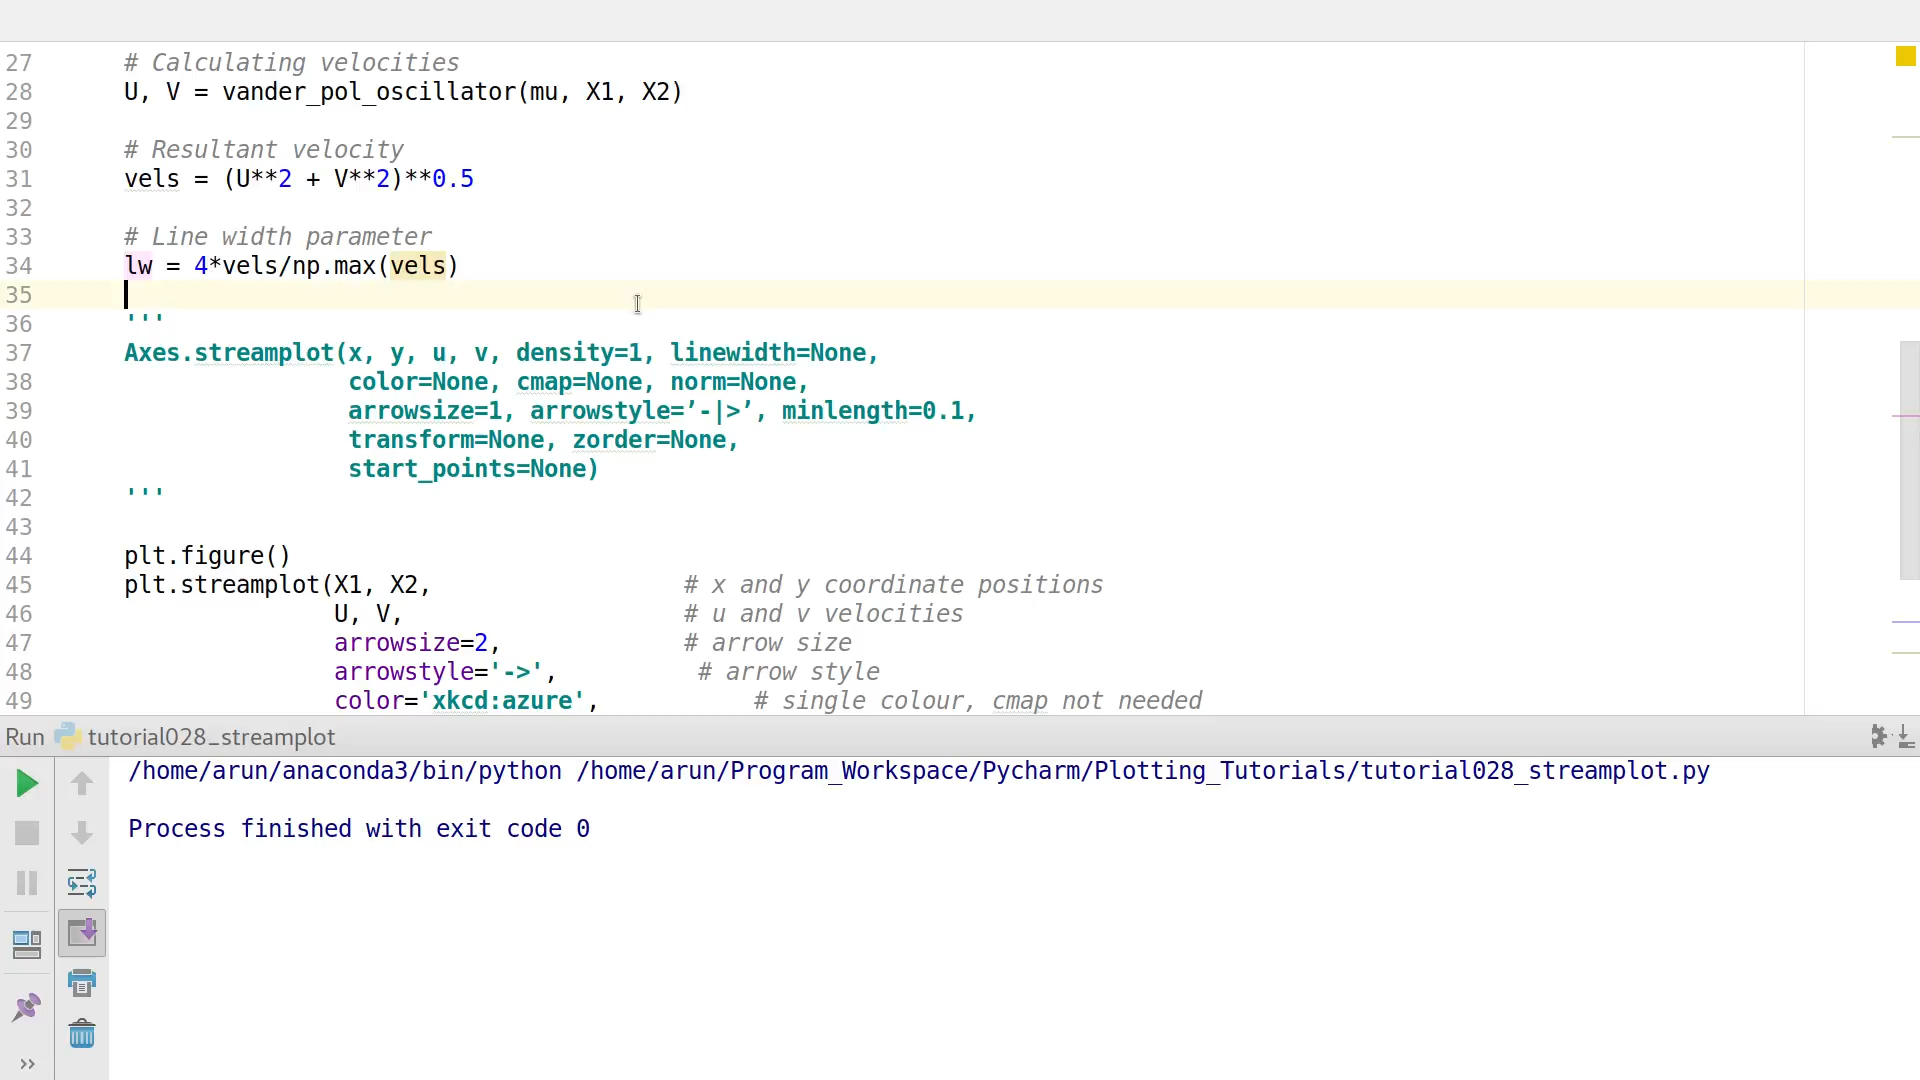 27 # Calculating velocities
28 U, V = vander_pol_oscillator(mu, X1, X2)
29
30 # Resultant velocity
31 vels = (U**2 + V**2)**0.5
32
33 # Line width parameter
34 lw = 4*vels/np.max(vels)
35
36 '''
37 Axes.streamplot(x, y, u, v, density=1, linewidth=None,
38 color=None, cmap=None, norm=None,
39 arrowsize=1, arrowstyle=’-|>’, minlength=0.1,
40 transform=None, zorder=None,
41 start_points=None)
42 '''
43
44 plt.figure()
45 plt.streamplot(X1, X2, # x and y coordinate positions
46 U, V, # u and v velocities
47 arrowsize=2, # arrow size
48 arrowstyle='->', # arrow style
49 color='xkcd:azure', # single colour, cmap not needed
Run tutorial028_streamplot
/home/arun/anaconda3/bin/python /home/arun/Program_Workspace/Pycharm/Plotting_Tutorials/tutorial028_streamplot.py
Process finished with exit code 0